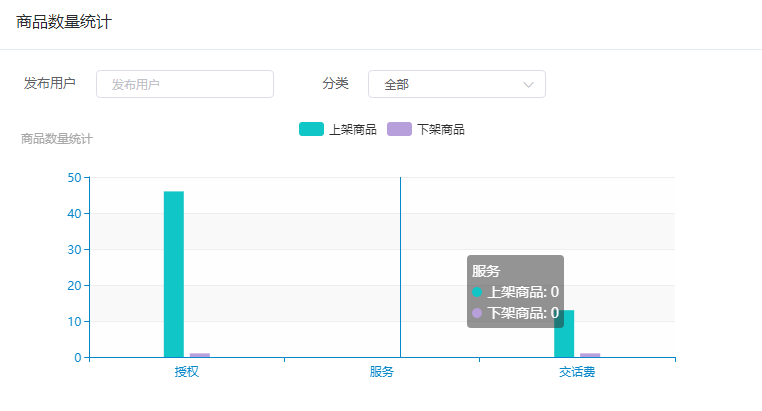 商品数量统计
发布用户 发布用户 分类 全部
上架商品 下架商品
商品数量统计
50
40
30
20
10
0
服务
上架商品: 0
下架商品: 0
授权 服务 交话费